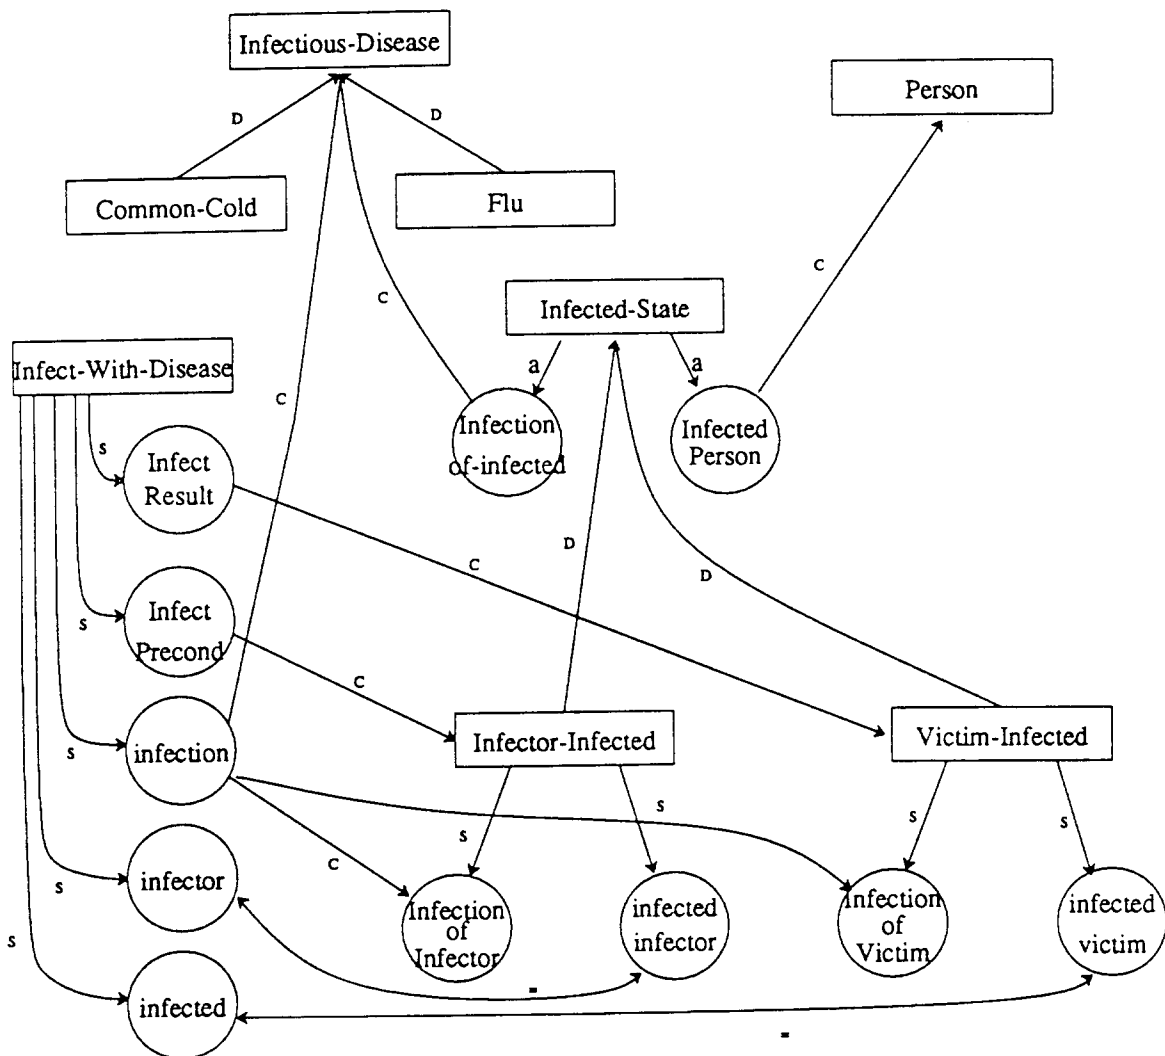 Infectious-Disease
Person
D
D
Common-Cold
Flu
C
C
Infected-State
Infect-With-Disease
a
a
C
Infection
of-infected
Infected
Person
S
Infect
Result
D
C
D
Infect
Precond
S
C
infection
S
Infector-Infected
Victim-Infected
S
S
S
S
C
infector
S
Infection
of
Infector
infected
infector
Infection
of
Victim
infected
victim
S
infected
=
=